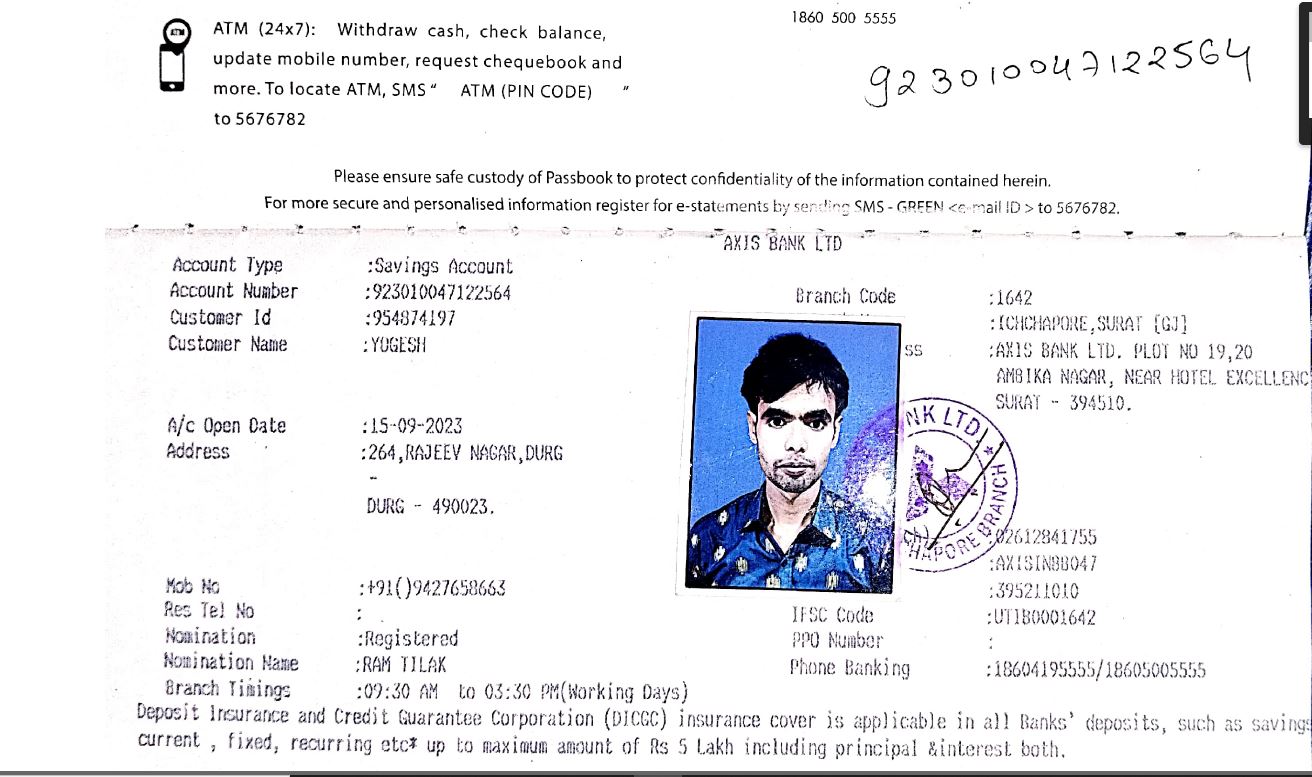 1860 500 5555
ATM (24x7): Withdraw cash, check balance,
update mobile number, request chequebook and
more. To locate ATM, SMS " ATM (PIN CODE) "
to 5676782
923010047122564
Please ensure safe custody of Passbook to protect confidentiality of the information contained herein.
For more secure and personalised information register for e-statements by sending SMS - GREEN <e-mail ID > to 5676782.
AXIS BANK LTD
Account Type :Savings Account
Account Number :923010047122564
Customer Id :954874197
Customer Name :YOGESH
A/c Open Date :15-09-2023
Address :264,RAJEEV NAGAR,DURG
-
DURG - 490023.
Mob No :+91()9427658663
Res Tel No :
Nomination :Registered
Nomination Name :RAM TILAK
Branch Timings :09:30 AM to 03:30 PM(Working Days)
Branch Code :1642
:ICHCHAPORE,SURAT [GJ]
ss :AXIS BANK LTD. PLOT NO 19,20
AMBIKA NAGAR, NEAR HOTEL EXCELLENC
SURAT - 394510.
NK LTD
HAPORE BRANCH
:02612841755
:AXISINBB047
:395211010
IFSC Code :UTIB0001642
PPO Number :
Phone Banking :18604195555/18605005555
Deposit Insurance and Credit Guarantee Corporation (DICGC) insurance cover is applicable in all Banks' deposits, such as savings
current , fixed, recurring etc* up to maximum amount of Rs 5 Lakh including principal &interest both.